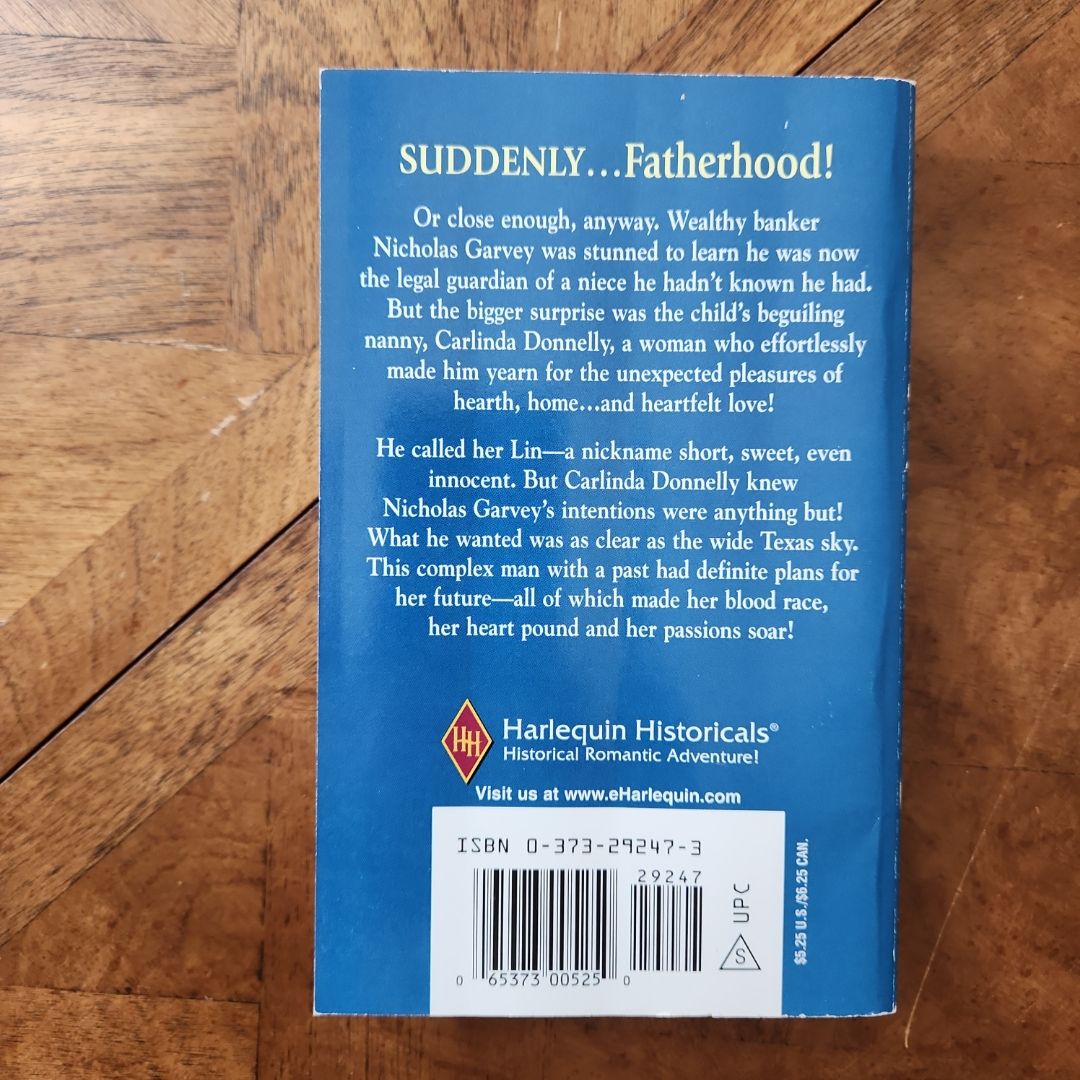 SUDDENLY...Fatherhood!
Or close enough, anyway. Wealthy banker
Nicholas Garvey was stunned to learn he was now
the legal guardian of a niece he hadn't known he had.
But the bigger surprise was the child's beguiling
nanny, Carlinda Donnelly, a woman who effortlessly
made him yearn for the unexpected pleasures of
hearth, home...and heartfelt love!
He called her Lin—a nickname short, sweet, even
innocent. But Carlinda Donnelly knew
Nicholas Garvey's intentions were anything but!
What he wanted was as clear as the wide Texas sky.
This complex man with a past had definite plans for
her future—all of which made her blood race,
her heart pound and her passions soar!
HH
Harlequin Historicals®
Historical Romantic Adventure!
Visit us at www.eHarlequin.com
ISBN 0-373-29247-3
29247
0 65373 00525 0
S UPC
$5.25 U.S./$6.25 CAN.